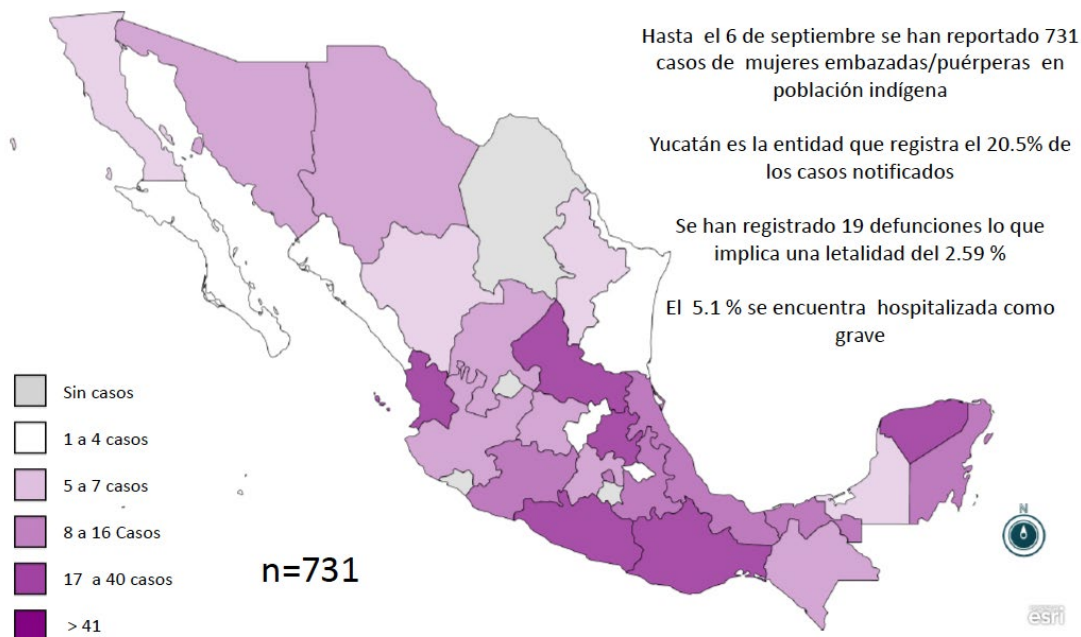 Hasta el 6 de septiembre se han reportado 731
casos de mujeres embazadas/puérperas en
población indígena
Yucatán es la entidad que registra el 20.5% de
los casos notificados
Se han registrado 19 defunciones lo que
implica una letalidad del 2.59 %
El 5.1 % se encuentra hospitalizada como
grave
Sin casos
1 a 4 casos
5 a 7 casos
8 a 16 Casos
17 a 40 casos
> 41
n=731
N
esri